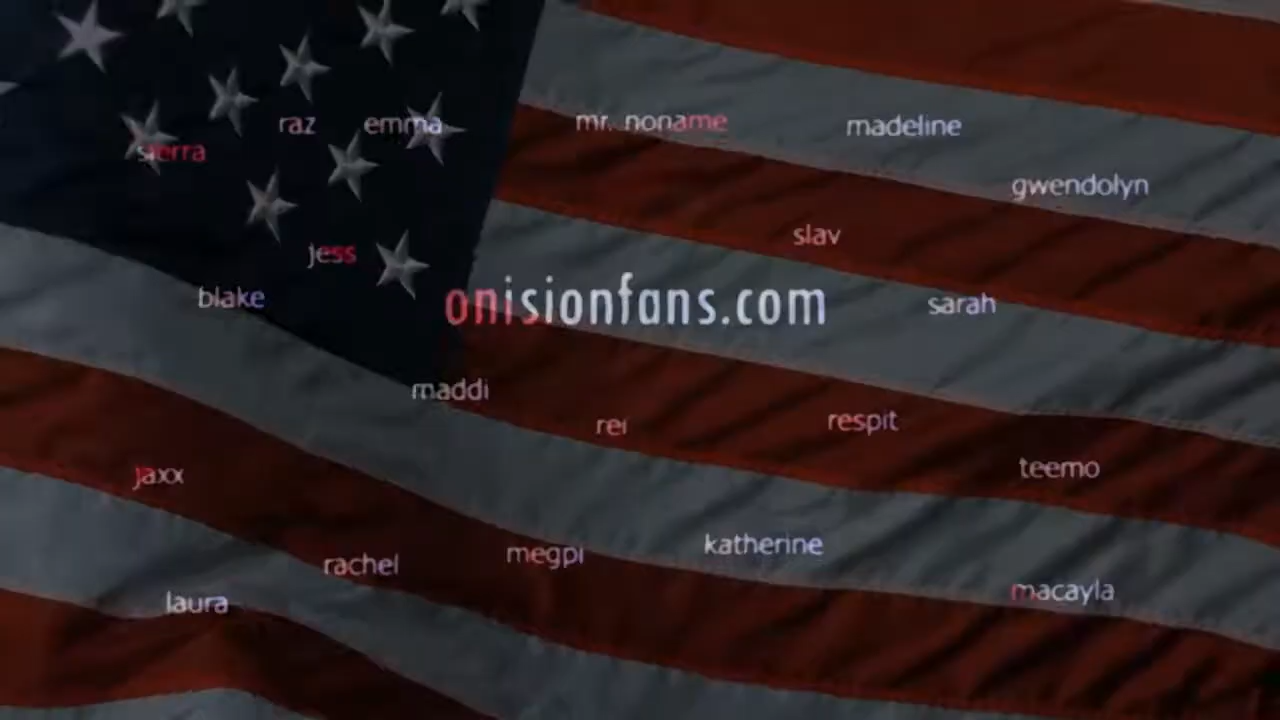 raz
emma
mr. noname
madeline
sierra
gwendolyn
slav
jess
blake
onisionfans.com
sarah
maddi
rei
respit
jaxx
teemo
katherine
megpi
rachel
macayla
laura